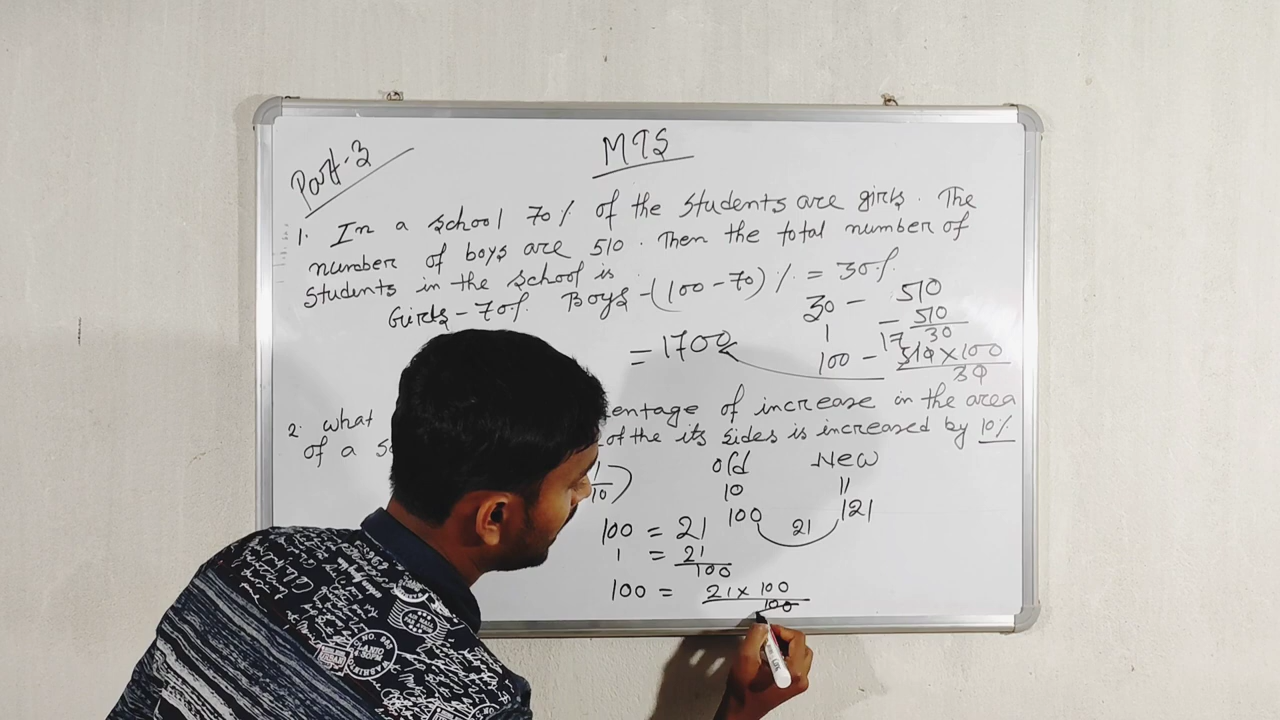 Part-3
MTS
1. In a school 70% of the students are girls. The
number of boys are 510. Then the total number of
students in the school is
Girls - 70%. Boys - (100 - 70)% = 30%
30 - 510
1 - 510/30
100 - 510 × 100/30
17
= 1700
2. what entage of increase in the area
of a of the its sides is increased by 10%
1/10)
old New
10 11
100 21 121
100 = 21
1 = 21/100
100 = 21 × 100/100